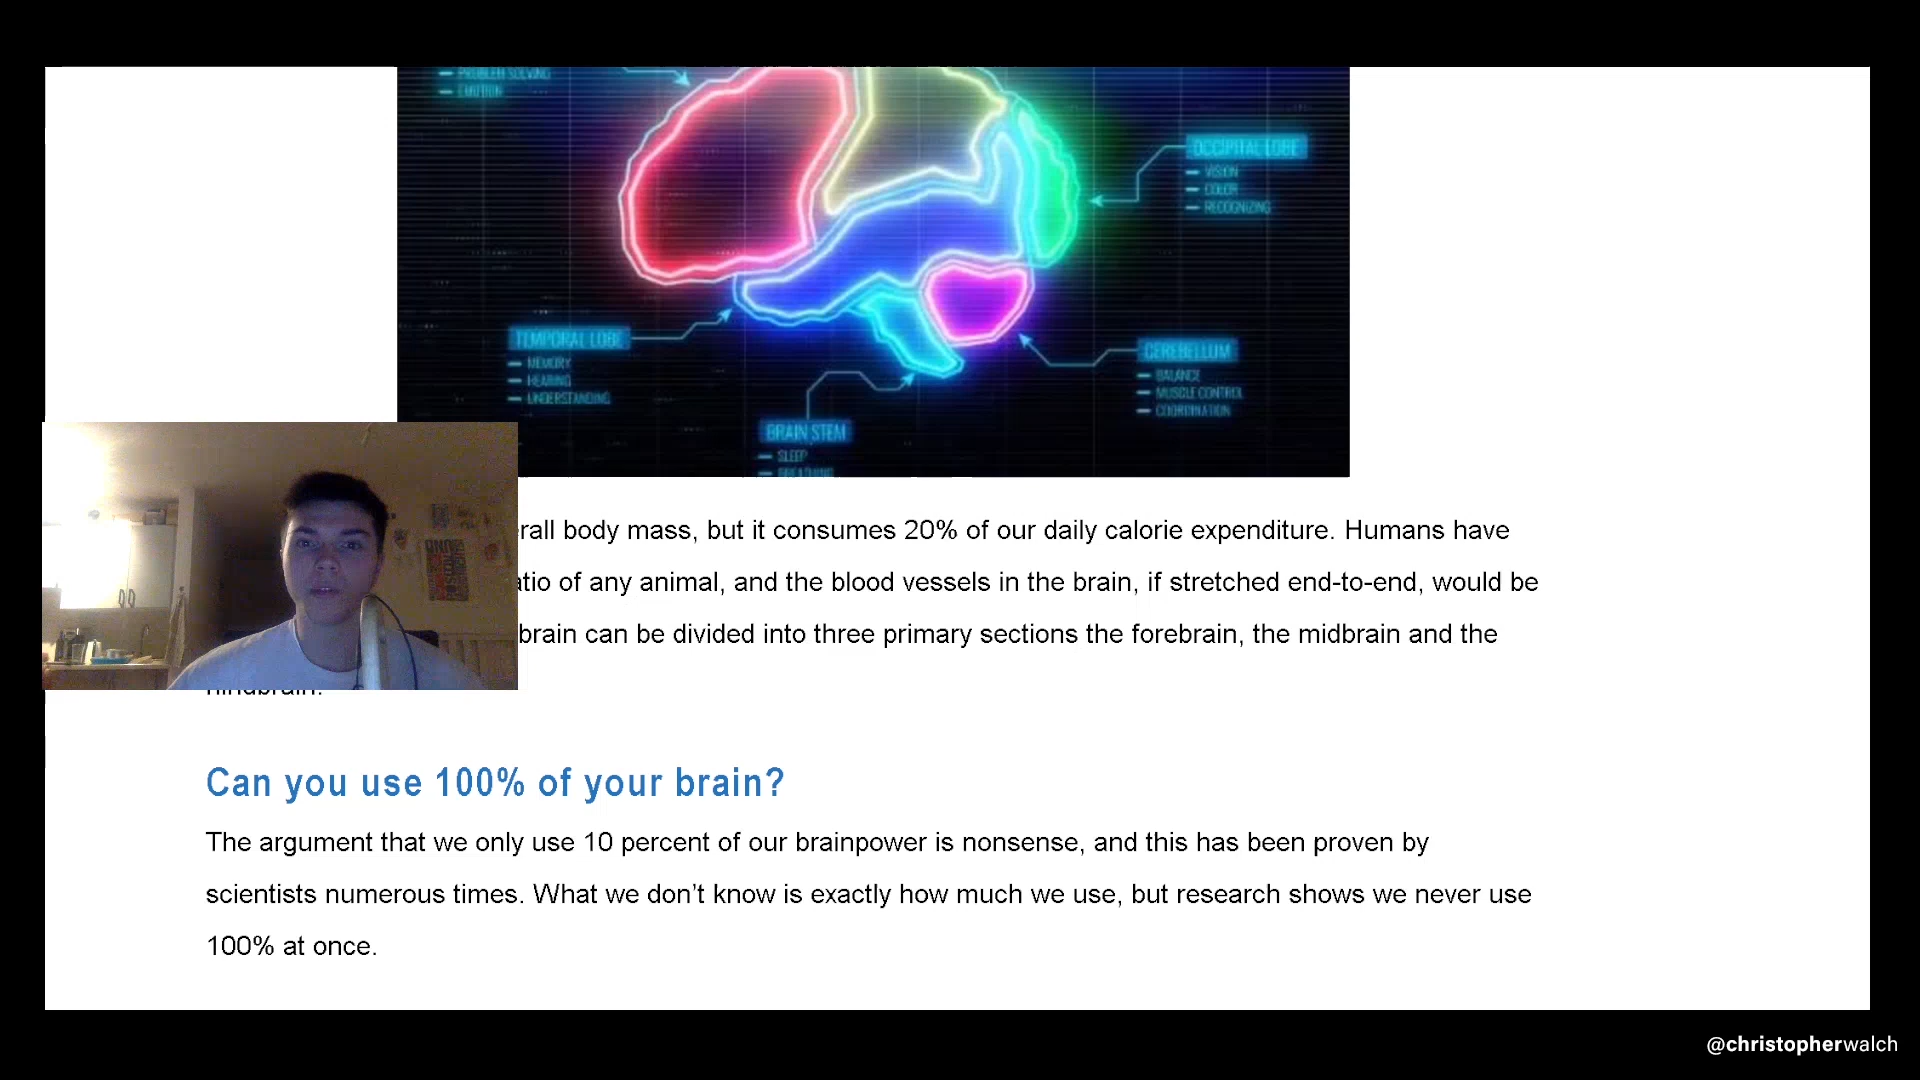 PROBLEM SOLVING
EMOTION
OCCIPITAL LOBE
VISION
COLOR
RECOGNIZING
TEMPORAL LOBE
MEMORY
HEARING
UNDERSTANDING
CEREBELLUM
BALANCE
MUSCLE CONTROL
COORDINATION
BRAIN STEM
SLEEP
BREATHING
body mass, but it consumes 20% of our daily calorie expenditure. Humans have
of any animal, and the blood vessels in the brain, if stretched end-to-end, would be
brain can be divided into three primary sections the forebrain, the midbrain and the
hindbrain.
Can you use 100% of your brain?
The argument that we only use 10 percent of our brainpower is nonsense, and this has been proven by
scientists numerous times. What we don’t know is exactly how much we use, but research shows we never use
100% at once.
@christopherwalch